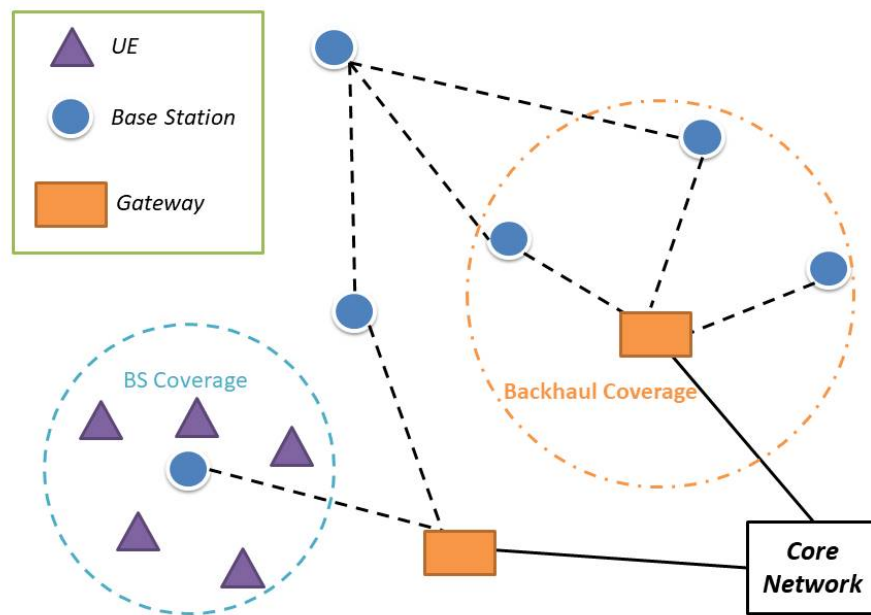 UE
Base Station
Gateway
BS Coverage
Backhaul Coverage
Core
Network